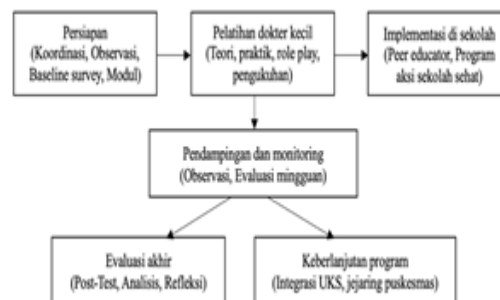 Persiapan
(Koordinasi, Observasi,
Baseline survey, Modul)
Pelatihan dokter kecil
(Teori, praktik, role play,
pengukuhan)
Implementasi di sekolah
(Peer educator, Program
aksi sekolah sehat)
Pendampingan dan monitoring
(Observasi, Evaluasi mingguan)
Evaluasi akhir
(Post-Test, Analisis, Refleksi)
Keberlanjutan program
(Integrasi UKS, jejaring puskesmas)